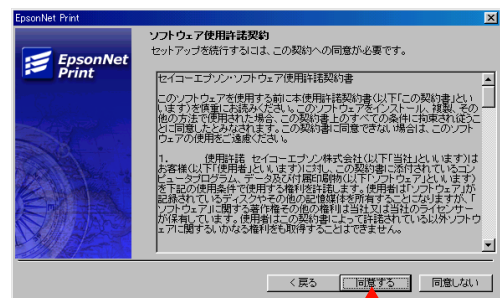 EpsonNet Print
ソフトウェア使用許諾契約
セットアップを続行するには、この契約への同意が必要です。
EpsonNet
Print
セイコーエプソン・ソフトウェア使用許諾契約書
このソフトウェアを使用する前に本使用許諾契約書（以下「この契約書」とい
います）を慎重にお読みください。このソフトウェアをインストール、複製、その
他の方法で使用された場合、この契約書上のすべての条件に拘束され従うこ
とに同意したとみなされます。この契約書に同意できない場合は、このソフト
ウェアの使用をご遠慮ください。
1.　　使用許諾 セイコーエプソン株式会社（以下「当社」といいます）は
お客様（以下「使用者」といいます）に対し、この契約書に添付されているコン
ピュータプログラム、データ及び付属印刷物（以下「ソフトウェア」といいます）
を下記の使用条件で使用する権利を許諾します。使用者は「ソフトウェア」が
記録されているディスクやその他の記憶媒体を所有することになりますが、「
ソフトウェア」に関する著作権その他の権利は当社又は当社のライセンサー
が保有しています。使用者はこの契約書によって許諾されている以外ソフトウ
ェアに関するいかなる権利をも取得することはできません。
< 戻る
同意する
同意しない